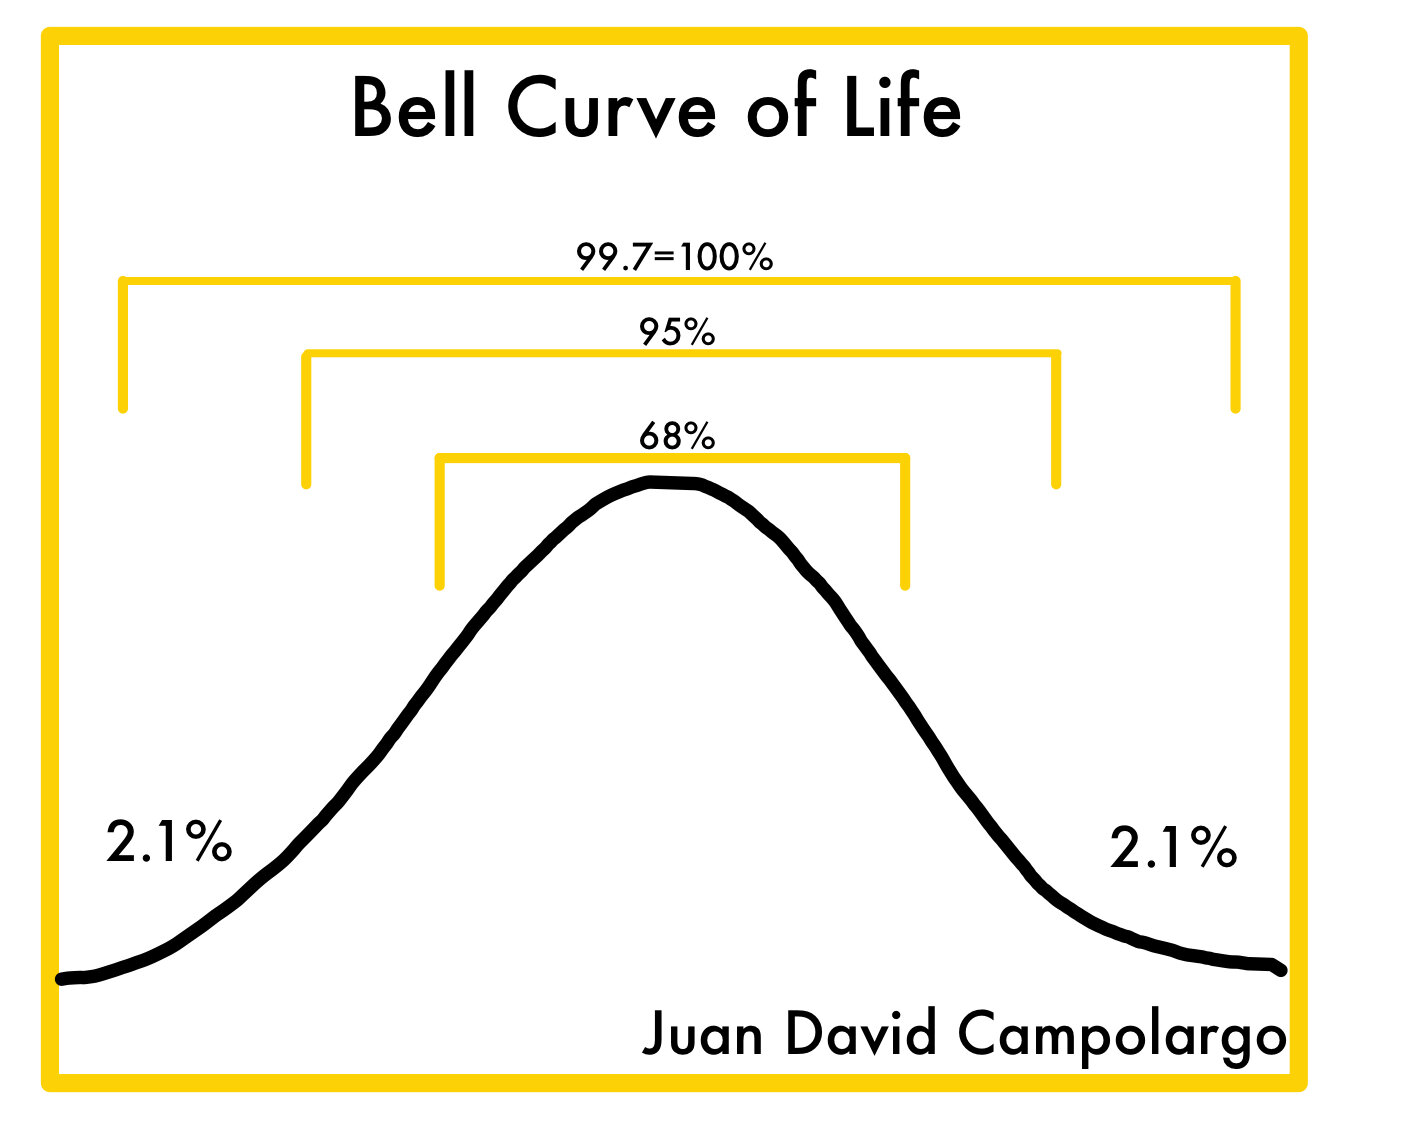 Bell Curve of Life
99.7=100%
95%
68%
2.1%
2.1%
Juan David Campolargo